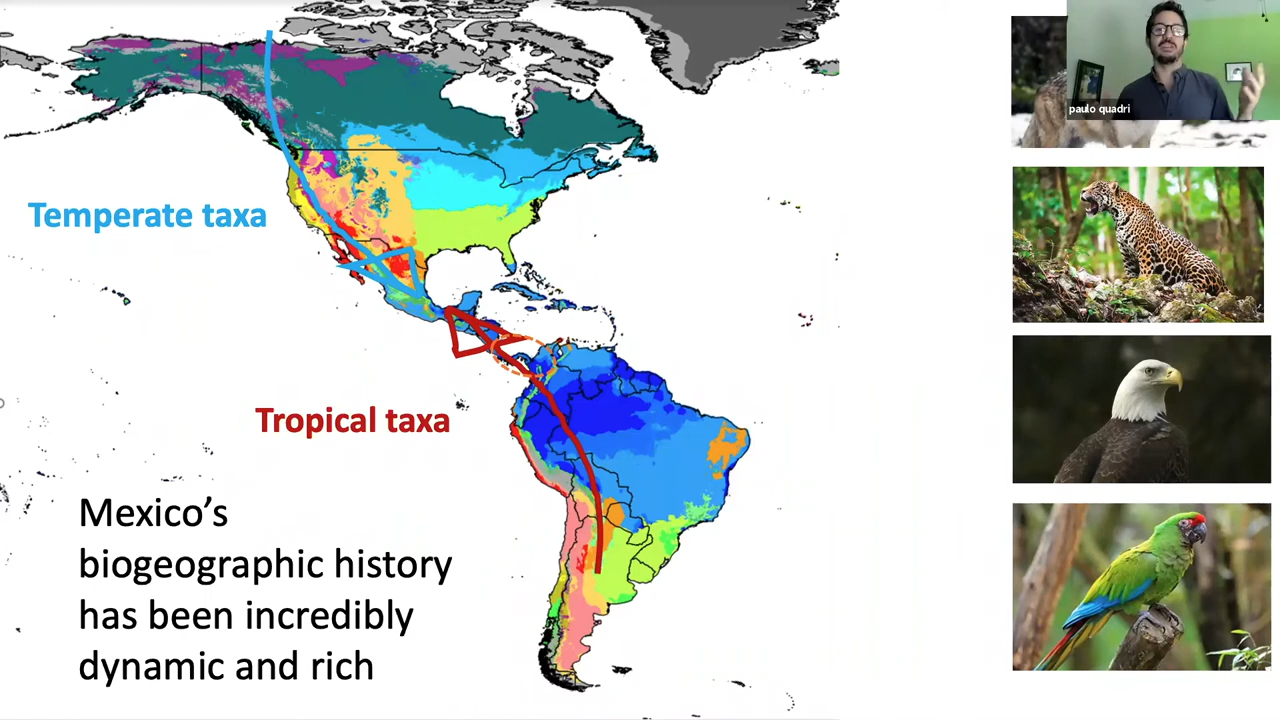 paulo quadri
Temperate taxa
Tropical taxa
Mexico’s
biogeographic history
has been incredibly
dynamic and rich